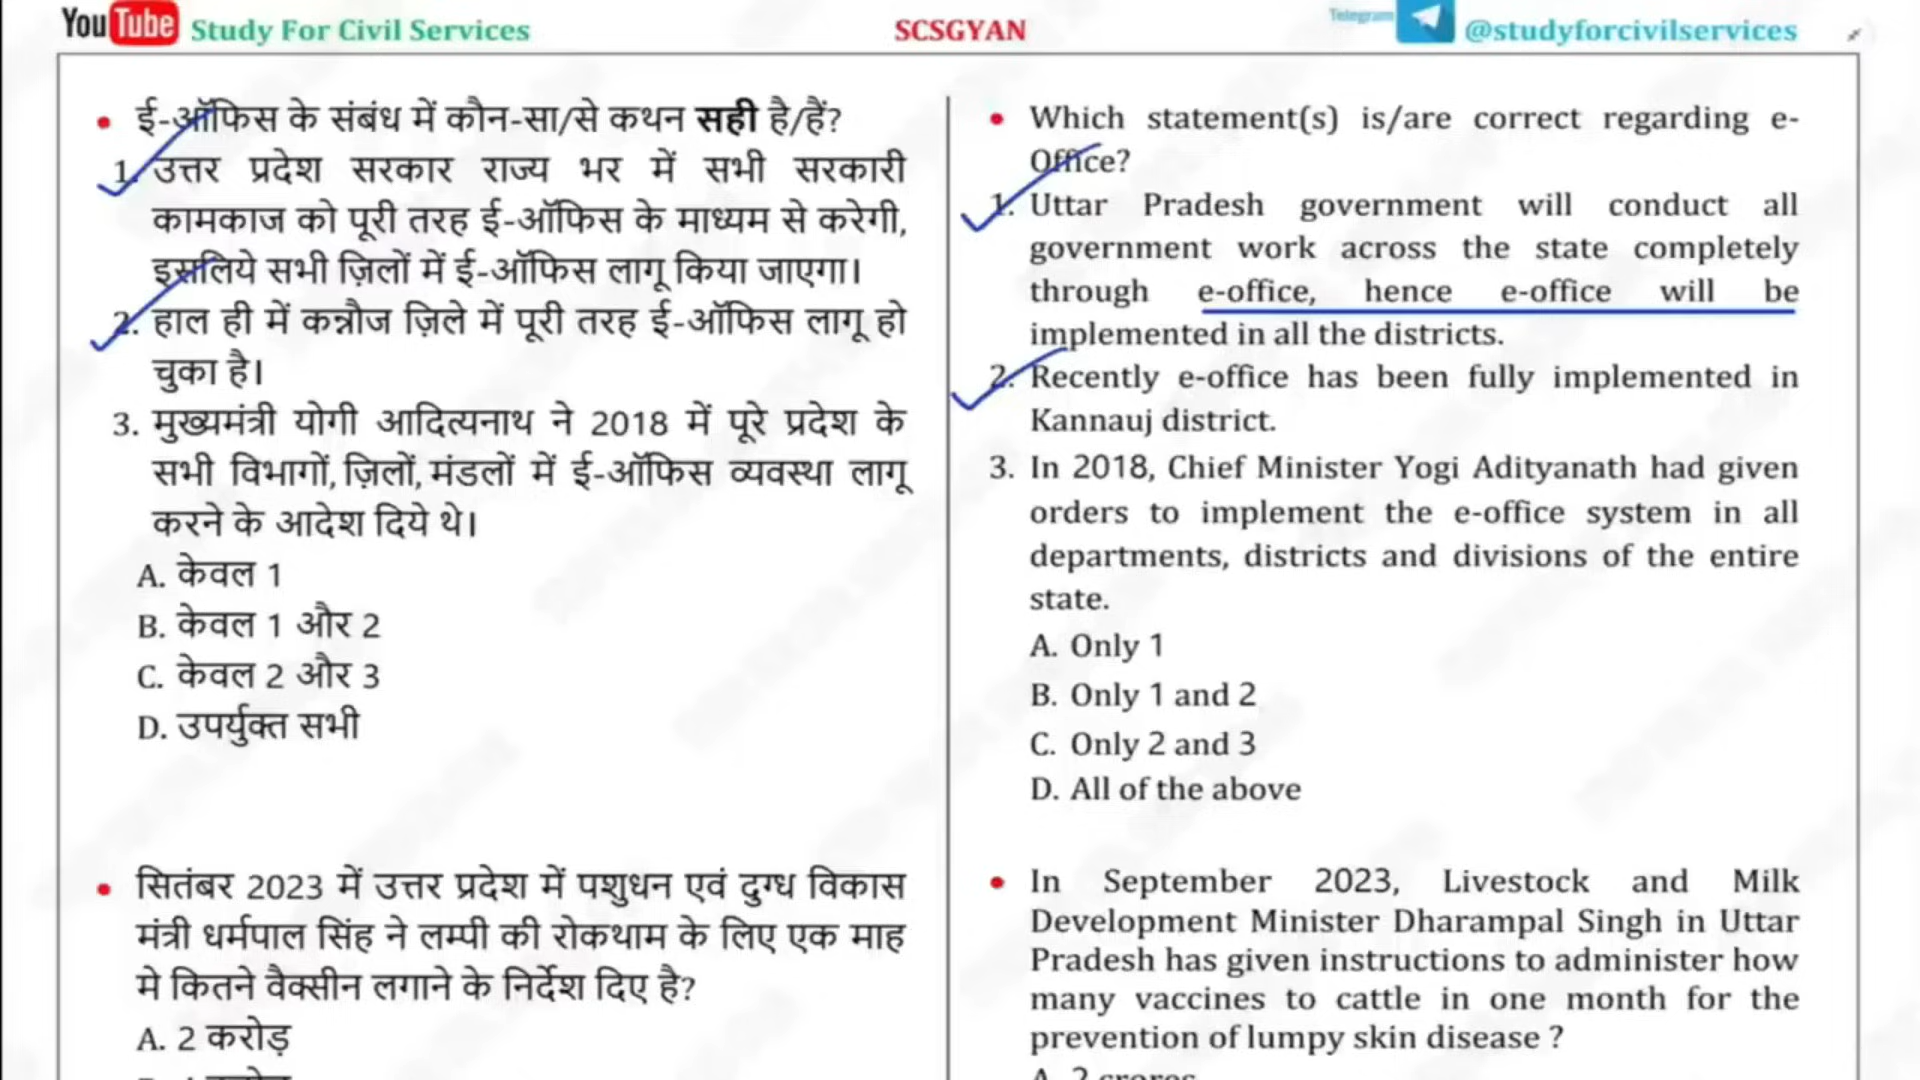 YouTube Study For Civil Services
SCSGYAN
Telegram
@studyforcivilservices
• ई-ऑफिस के संबंध में कौन-सा/से कथन सही है/हैं?
1. उत्तर प्रदेश सरकार राज्य भर में सभी सरकारी
कामकाज को पूरी तरह ई-ऑफिस के माध्यम से करेगी,
इसलिये सभी ज़िलों में ई-ऑफिस लागू किया जाएगा।
2. हाल ही में कन्नौज ज़िले में पूरी तरह ई-ऑफिस लागू हो
चुका है।
3. मुख्यमंत्री योगी आदित्यनाथ ने 2018 में पूरे प्रदेश के
सभी विभागों, ज़िलों, मंडलों में ई-ऑफिस व्यवस्था लागू
करने के आदेश दिये थे।
A. केवल 1
B. केवल 1 और 2
C. केवल 2 और 3
D. उपर्युक्त सभी
• सितंबर 2023 में उत्तर प्रदेश में पशुधन एवं दुग्ध विकास
मंत्री धर्मपाल सिंह ने लम्पी की रोकथाम के लिए एक माह
मे कितने वैक्सीन लगाने के निर्देश दिए है?
A. 2 करोड़
• Which statement(s) is/are correct regarding e-
Office?
1. Uttar Pradesh government will conduct all
government work across the state completely
through e-office, hence e-office will be
implemented in all the districts.
2. Recently e-office has been fully implemented in
Kannauj district.
3. In 2018, Chief Minister Yogi Adityanath had given
orders to implement the e-office system in all
departments, districts and divisions of the entire
state.
A. Only 1
B. Only 1 and 2
C. Only 2 and 3
D. All of the above
• In September 2023, Livestock and Milk
Development Minister Dharampal Singh in Uttar
Pradesh has given instructions to administer how
many vaccines to cattle in one month for the
prevention of lumpy skin disease ?
A. 2 crores